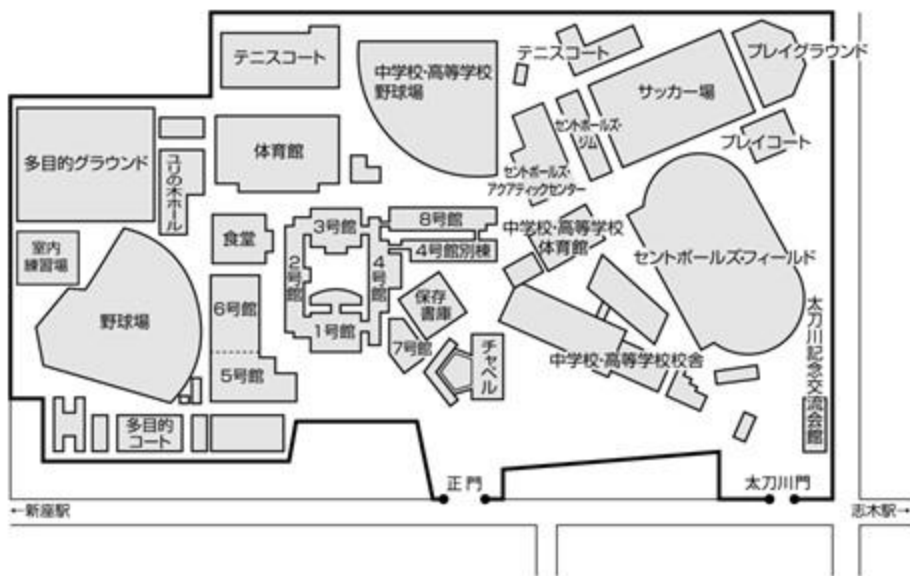 テニスコート
中学校・高等学校
野球場
テニスコート
プレイグラウンド
サッカー場
セントポールズ・
ジム
プレイコート
多目的グラウンド
ユリの木ホール
体育館
セントポールズ・
アクアティックセンター
室内
練習場
食堂
3号館
8号館
4号館別棟
2号館
4号館
1号館
中学校・高等学校
体育館
セントポールズ・フィールド
野球場
6号館
5号館
保存
書庫
7号館
チャペル
中学校・高等学校校舎
太刀川記念交流会館
多目的
コート
正門
太刀川門
←新座駅
志木駅→